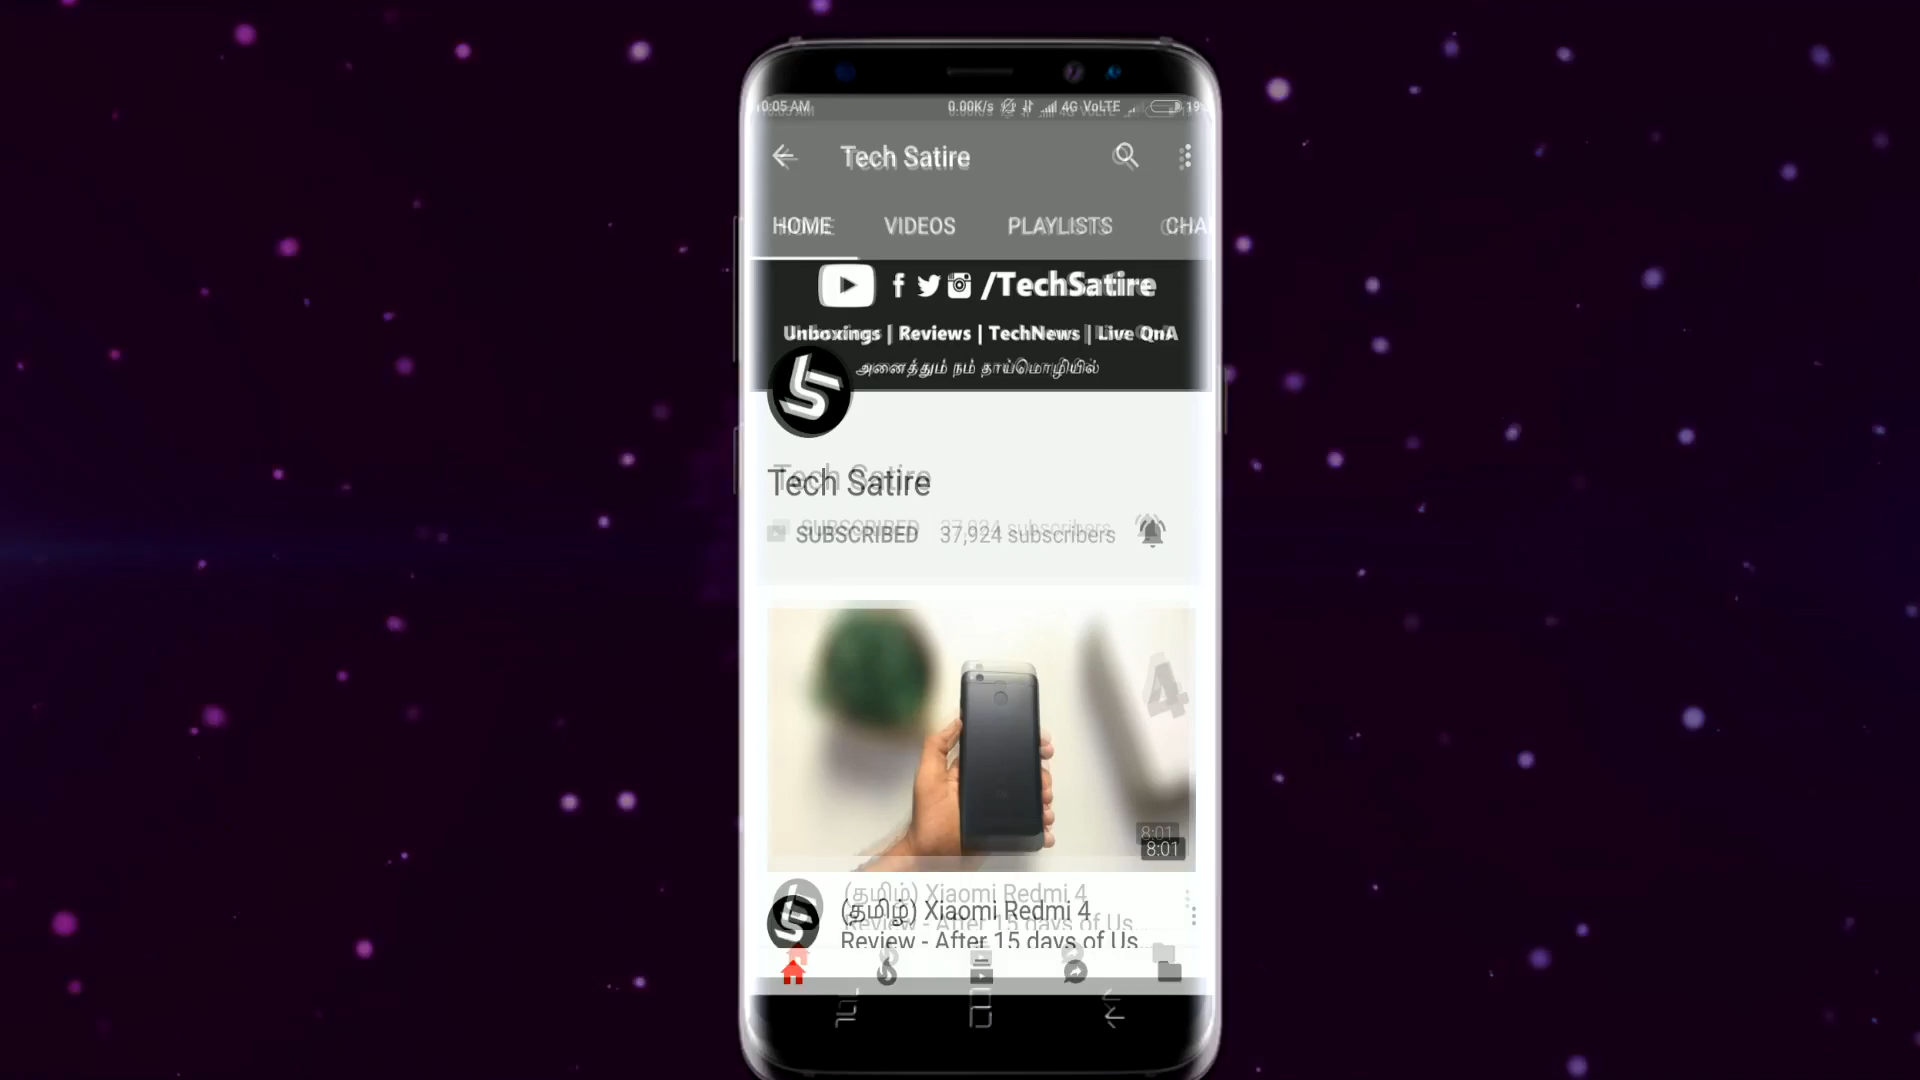 10:05 AM 0.00K/s 4G VoLTE 19%
Tech Satire
HOME VIDEOS PLAYLISTS CHA
f /TechSatire
Unboxings | Reviews | TechNews | Live QnA
அனைத்தும் நம் தாய்மொழியில்
Tech Satire
SUBSCRIBED 37,924 subscribers
4
8:01
(தமிழ்) Xiaomi Redmi 4
Review - After 15 days of Us...